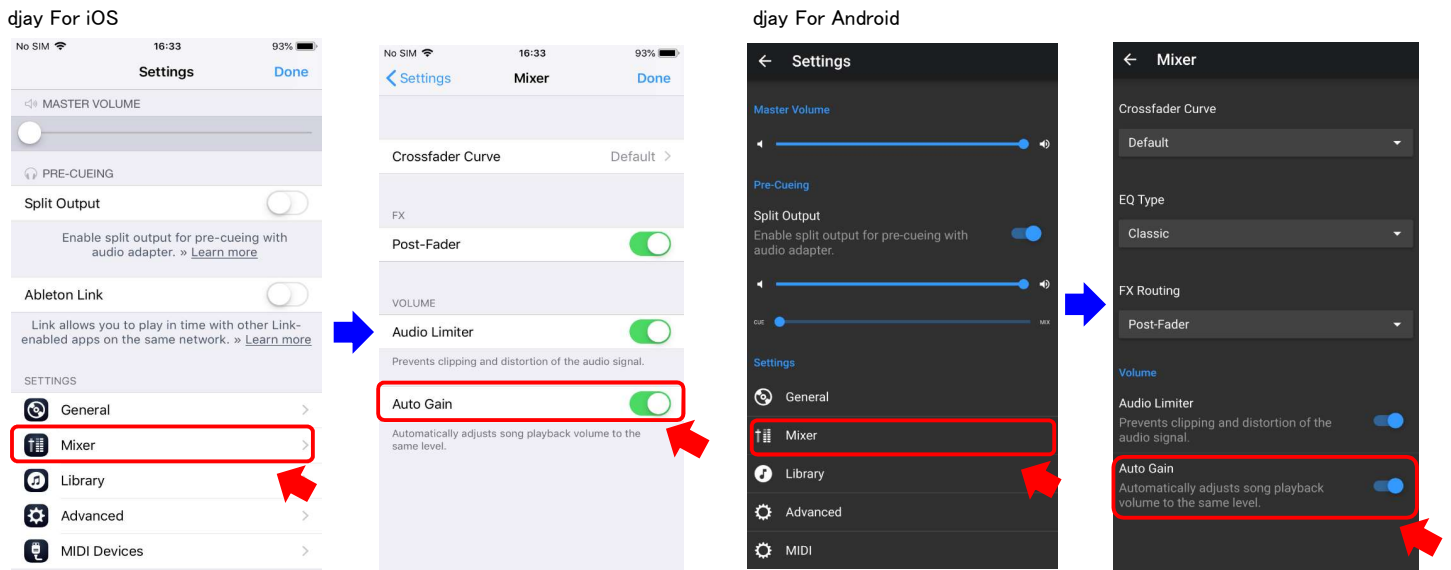 djay For iOS
No SIM 16:33 93%
Settings Done
MASTER VOLUME
PRE-CUEING
Split Output
Enable split output for pre-cueing with
audio adapter. » Learn more
Ableton Link
Link allows you to play in time with other Link-
enabled apps on the same network. » Learn more
SETTINGS
General
Mixer
Library
Advanced
MIDI Devices
No SIM 16:33 93%
Settings Mixer Done
Crossfader Curve Default
FX
Post-Fader
VOLUME
Audio Limiter
Prevents clipping and distortion of the audio signal.
Auto Gain
Automatically adjusts song playback volume to the
same level.
djay For Android
Settings
Master Volume
Pre-Cueing
Split Output
Enable split output for pre-cueing with
audio adapter.
CUE MIX
Settings
General
Mixer
Library
Advanced
MIDI
Mixer
Crossfader Curve
Default
EQ Type
Classic
FX Routing
Post-Fader
Volume
Audio Limiter
Prevents clipping and distortion of the
audio signal.
Auto Gain
Automatically adjusts song playback
volume to the same level.